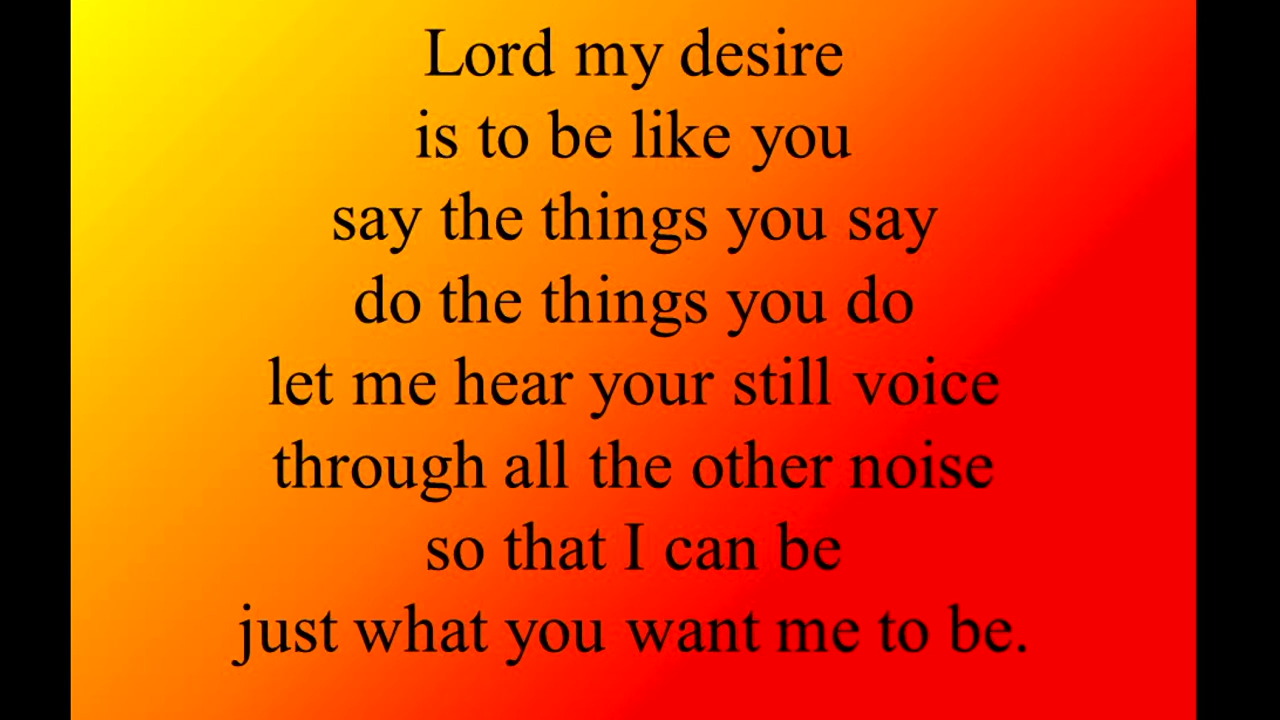 Lord my desire
is to be like you
say the things you say
do the things you do
let me hear your still voice
through all the other noise
so that I can be
just what you want me to be.